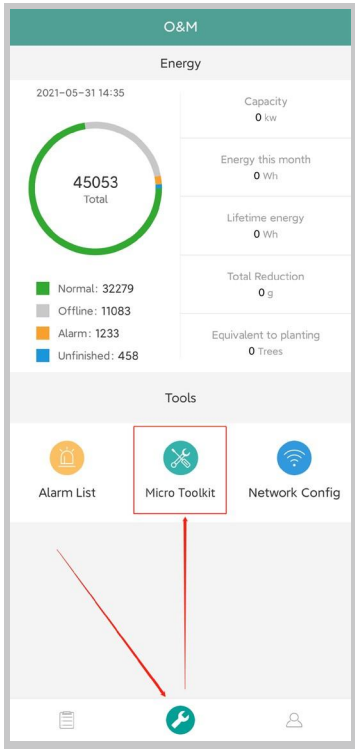 O&M
Energy
2021-05-31 14:35
45053
Total
Normal: 32279
Offline: 11083
Alarm: 1233
Unfinished: 458
Capacity
0 kw
Energy this month
0 Wh
Lifetime energy
0 Wh
Total Reduction
0 g
Equivalent to planting
0 Trees
Tools
Alarm List
Micro Toolkit
Network Config